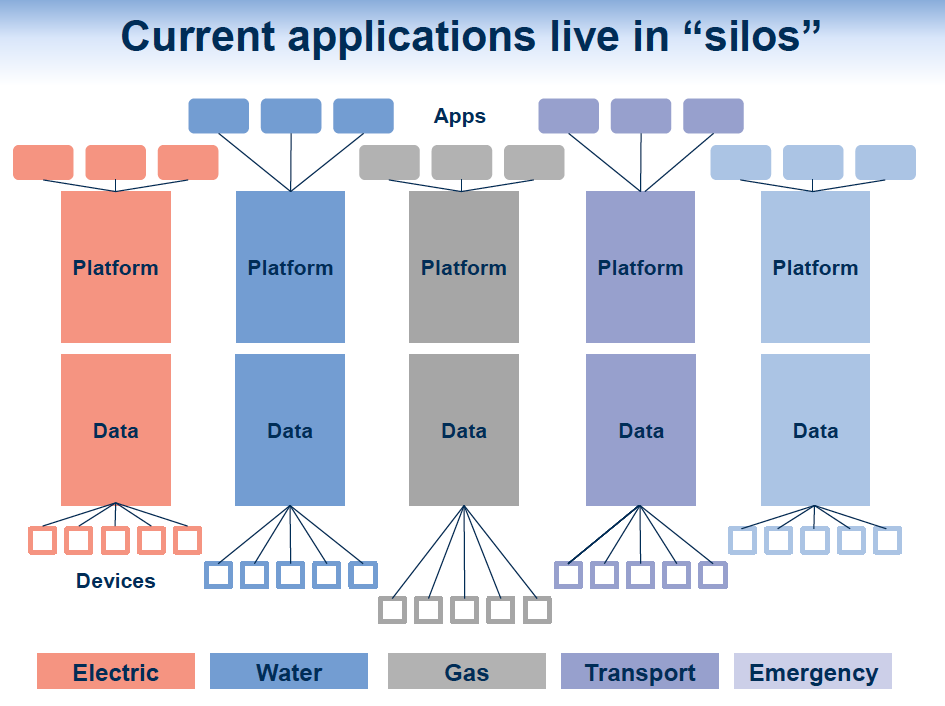 Current applications live in “silos”
Apps
Platform Platform Platform Platform Platform
Data Data Data Data Data
Devices
Electric Water Gas Transport Emergency